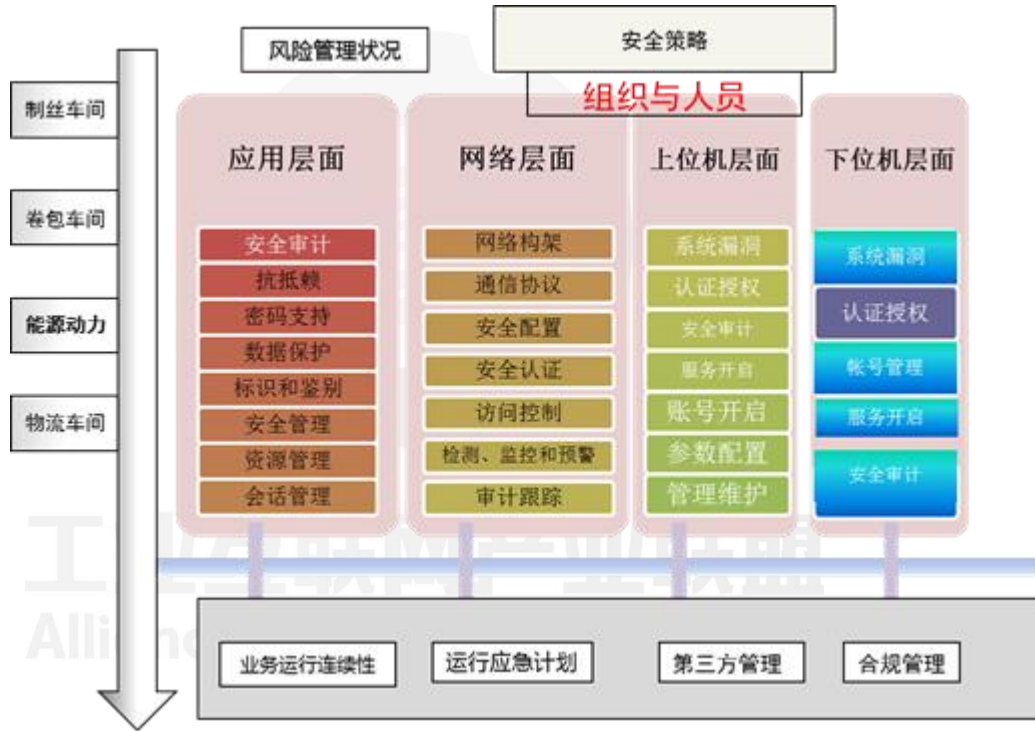 风险管理状况
安全策略
组织与人员
制丝车间
卷包车间
能源动力
物流车间
应用层面
安全审计
抗抵赖
密码支持
数据保护
标识和鉴别
安全管理
资源管理
会话管理
网络层面
网络构架
通信协议
安全配置
安全认证
访问控制
检测、监控和预警
审计跟踪
上位机层面
系统漏洞
认证授权
安全审计
服务开启
账号开启
参数配置
管理维护
下位机层面
系统漏洞
认证授权
帐号管理
服务开启
安全审计
工业互联网产业联盟
业务运行连续性
运行应急计划
第三方管理
合规管理